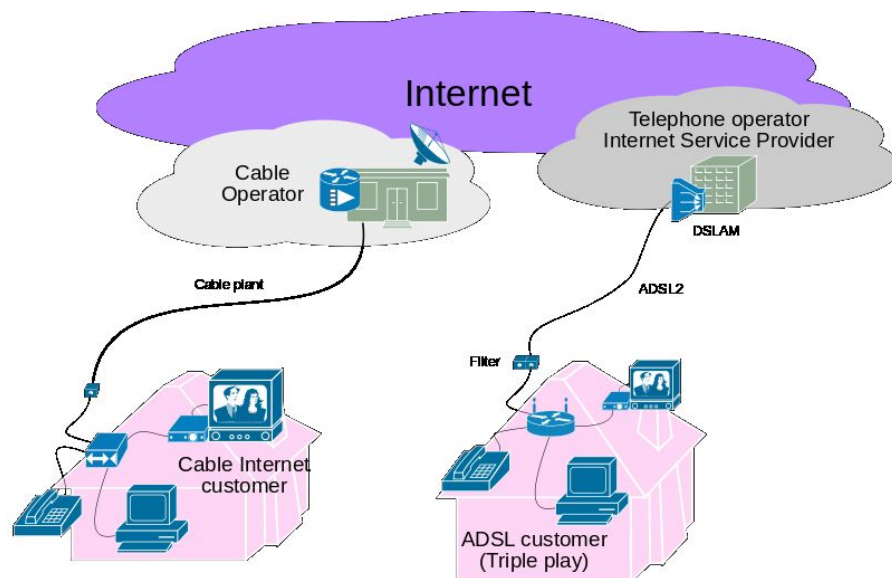 Internet
Cable
Operator
Telephone operator
Internet Service Provider
DSLAM
Cable plant
ADSL2
Filter
Cable Internet
customer
ADSL customer
(Triple play)